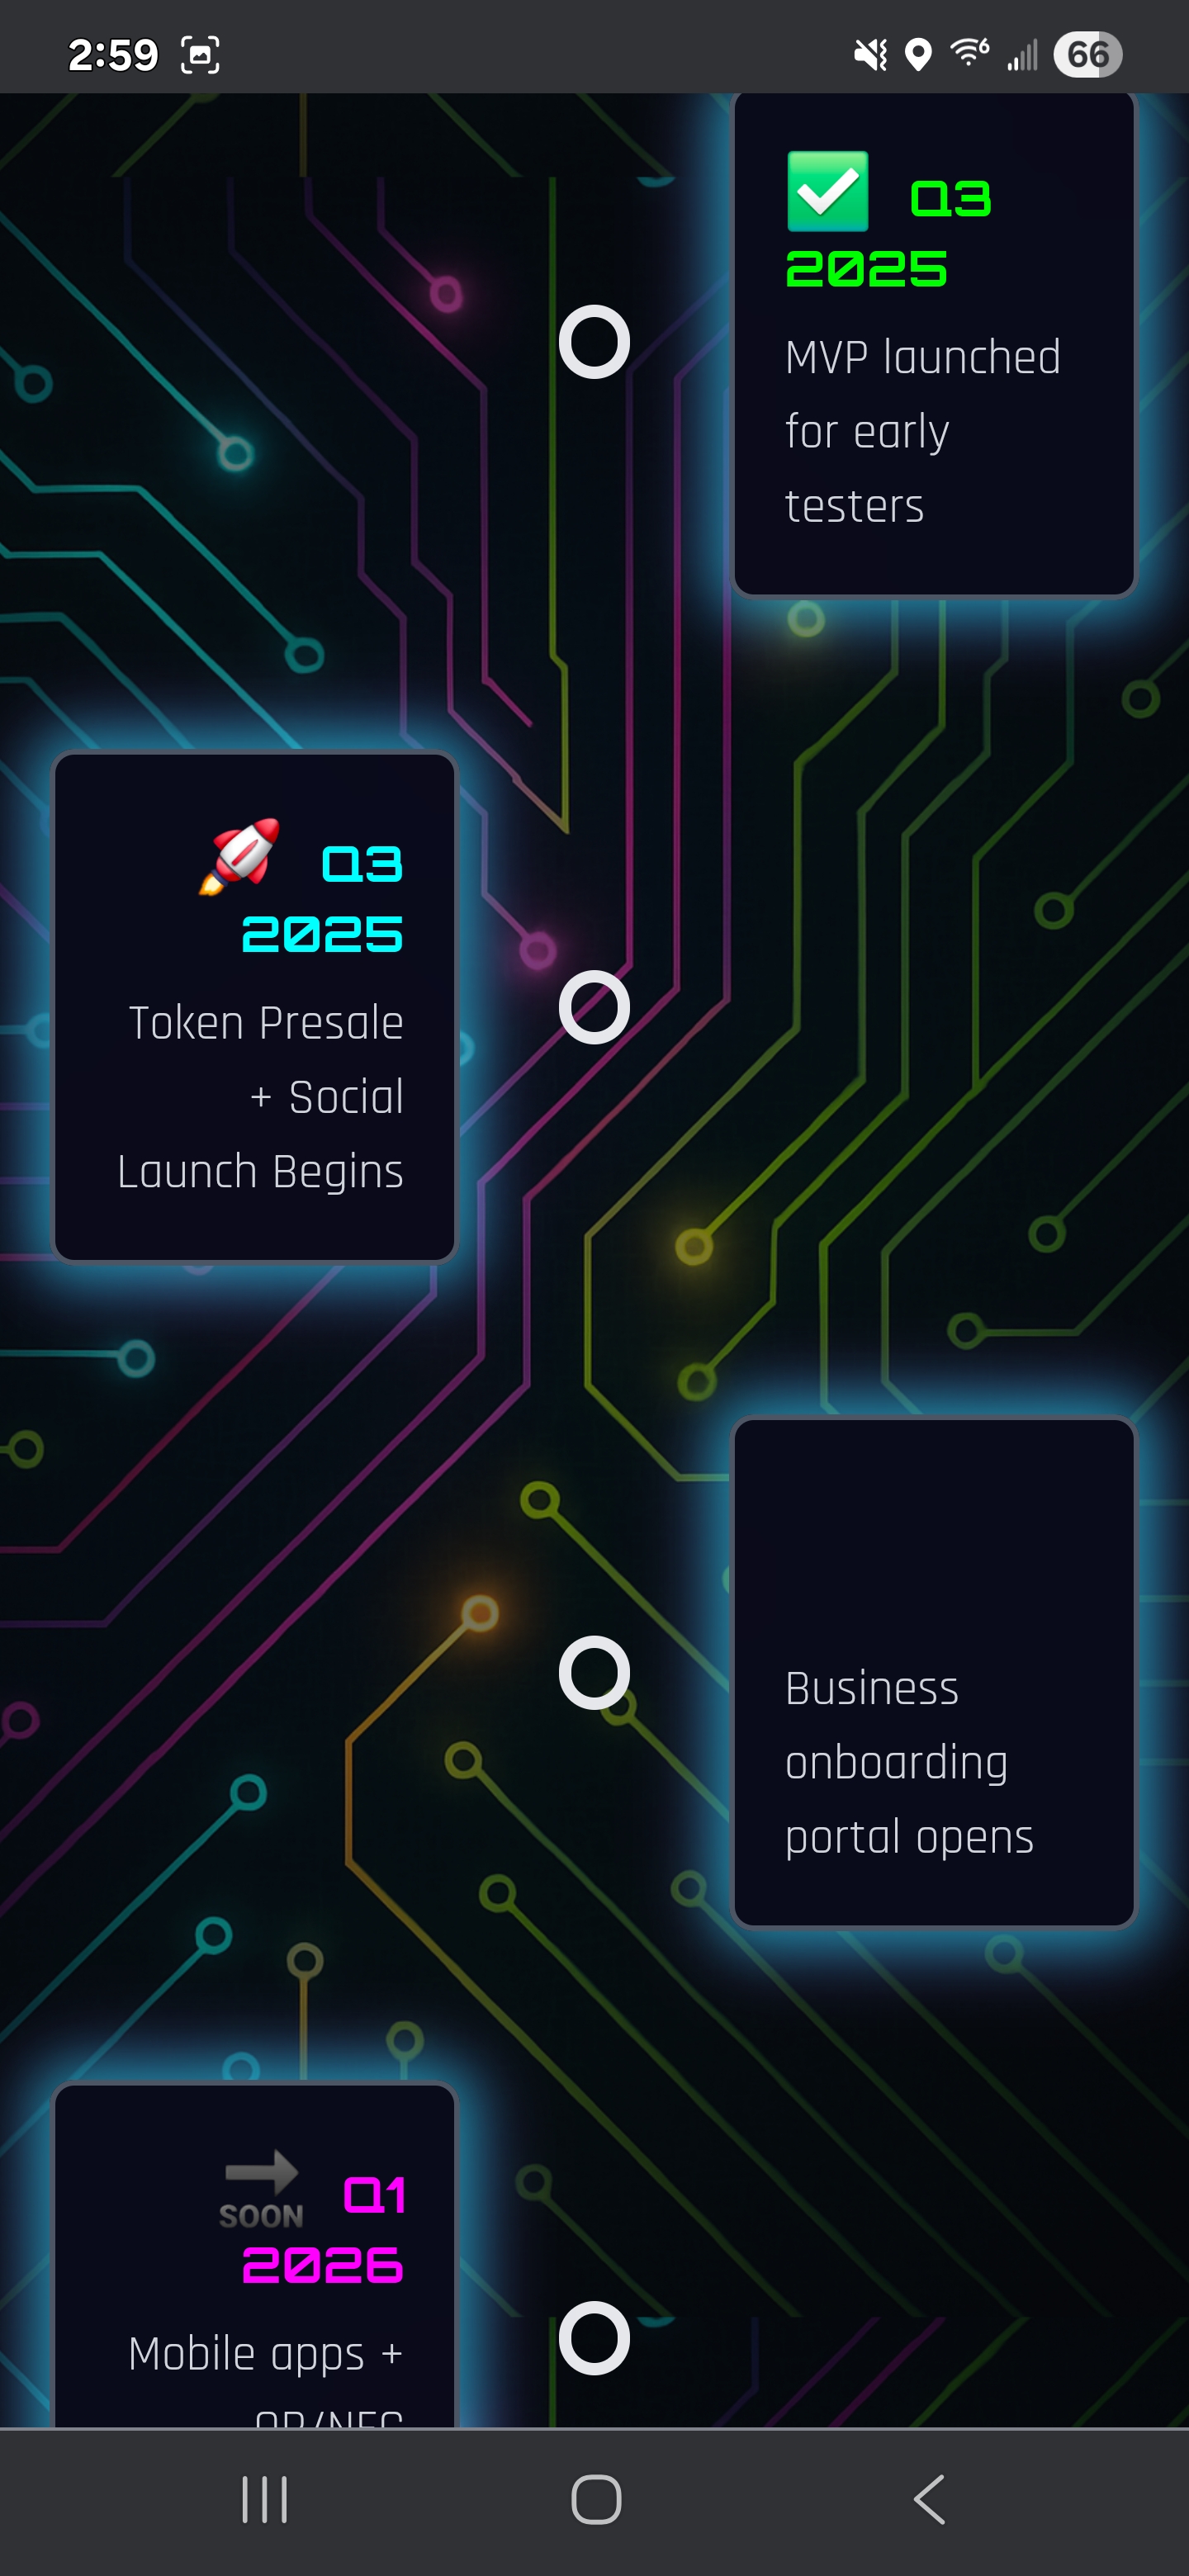 2:59
6
66
Q3
2025
MVP launched
for early
testers
Q3
2025
Token Presale
+ Social
Launch Begins
Business
onboarding
portal opens
SOON Q1
2026
Mobile apps +